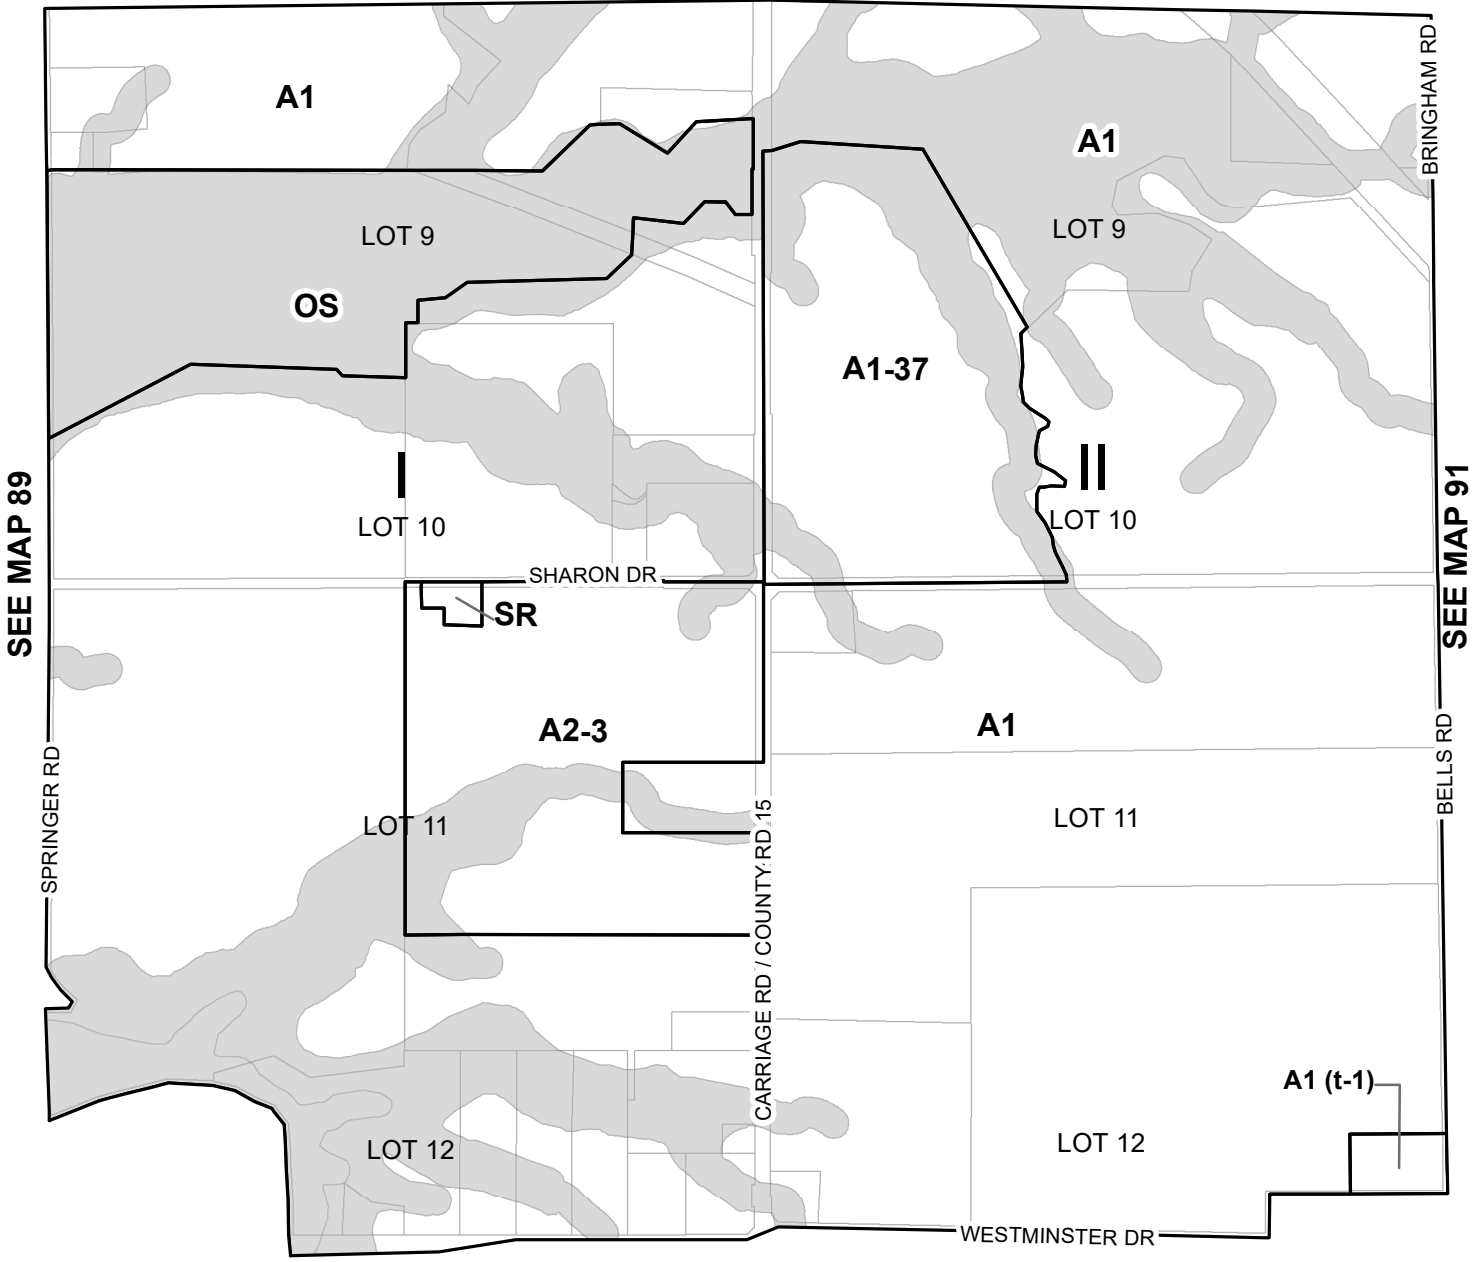 BRINGHAM RD
A1
A1
LOT 9
LOT 9
OS
A1-37
SEE MAP 89
I
II
SEE MAP 91
LOT 10
LOT 10
SHARON DR
SR
A2-3
A1
SPRINGER RD
BELLS RD
LOT 11
LOT 11
CARRIAGE RD / COUNTY RD 15
A1 (t-1)
LOT 12
LOT 12
WESTMINSTER DR